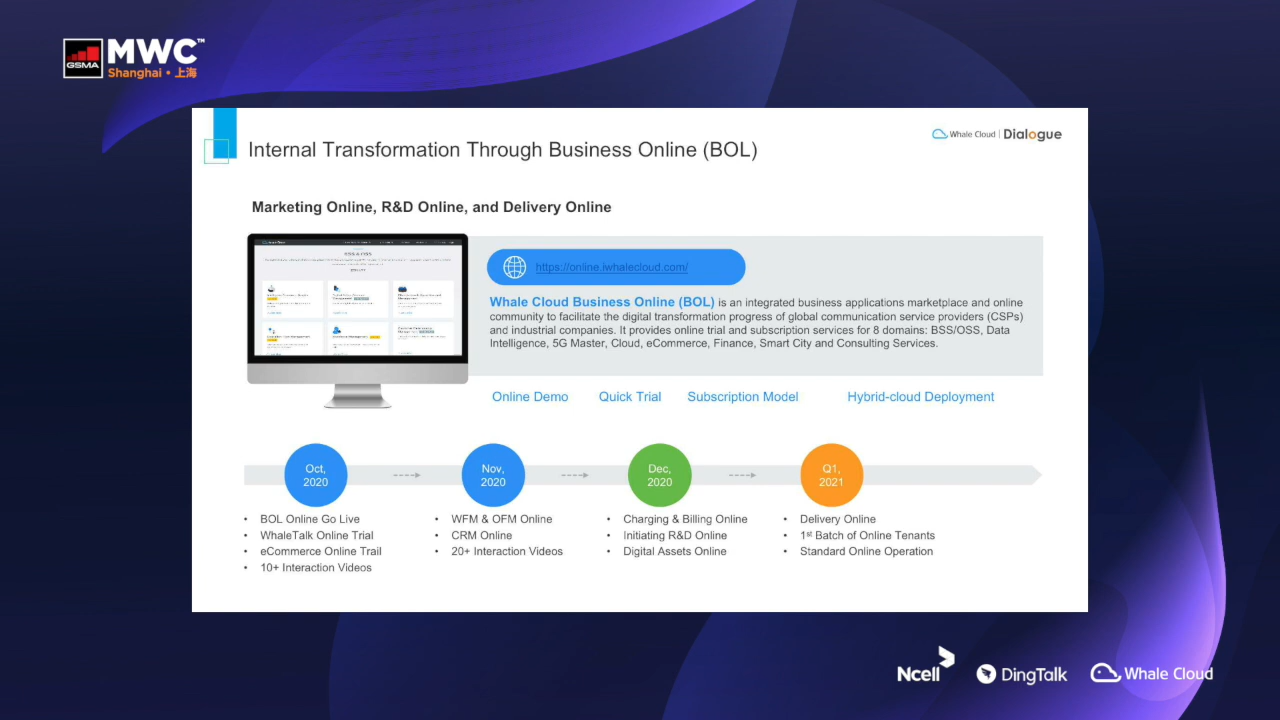 GSMA
MWC™
Shanghai • 上海
Whale Cloud | Dialogue
Internal Transformation Through Business Online (BOL)
Marketing Online, R&D Online, and Delivery Online
https://online.iwhalecloud.com/
Whale Cloud Business Online (BOL) is an integrated business applications marketplace and online
community to facilitate the digital transformation progress of global communication service providers (CSPs)
and industrial companies. It provides online trial and subscription services for 8 domains: BSS/OSS, Data
Intelligence, 5G Master, Cloud, eCommerce, Finance, Smart City and Consulting Services.
Online Demo Quick Trial Subscription Model Hybrid-cloud Deployment
Oct,
2020
• BOL Online Go Live
• WhaleTalk Online Trial
• eCommerce Online Trail
• 10+ Interaction Videos
Nov,
2020
• WFM & OFM Online
• CRM Online
• 20+ Interaction Videos
Dec,
2020
• Charging & Billing Online
• Initiating R&D Online
• Digital Assets Online
Q1,
2021
• Delivery Online
• 1st Batch of Online Tenants
• Standard Online Operation
Ncell DingTalk Whale Cloud